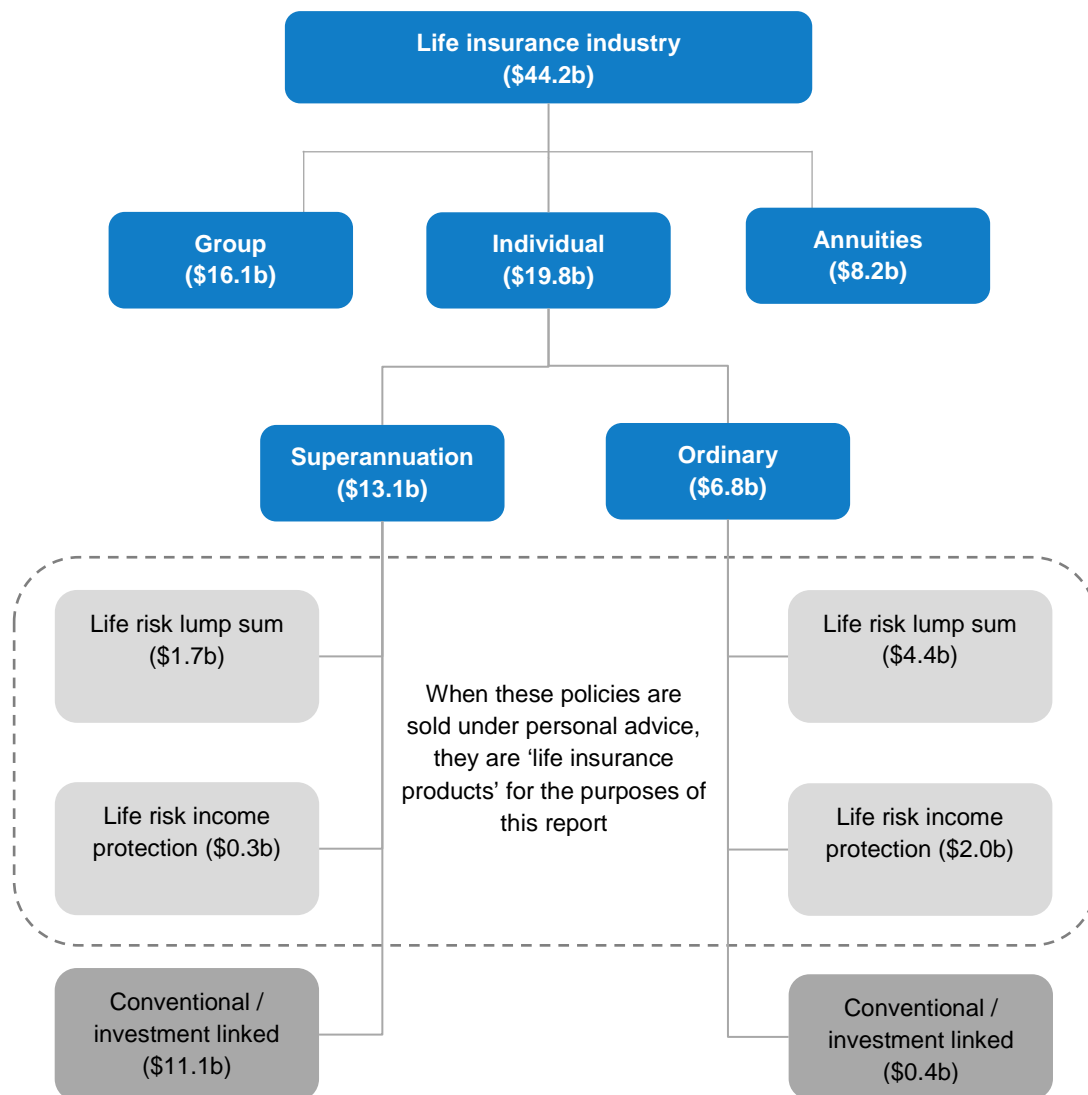 Life insurance industry
($44.2b)
Group
($16.1b)
Individual
($19.8b)
Annuities
($8.2b)
Superannuation
($13.1b)
Ordinary
($6.8b)
Life risk lump sum
($1.7b)
Life risk lump sum
($4.4b)
When these policies are
sold under personal advice,
they are ‘life insurance
products’ for the purposes of
this report
Life risk income
protection ($0.3b)
Life risk income
protection ($2.0b)
Conventional /
investment linked
($11.1b)
Conventional /
investment linked
($0.4b)